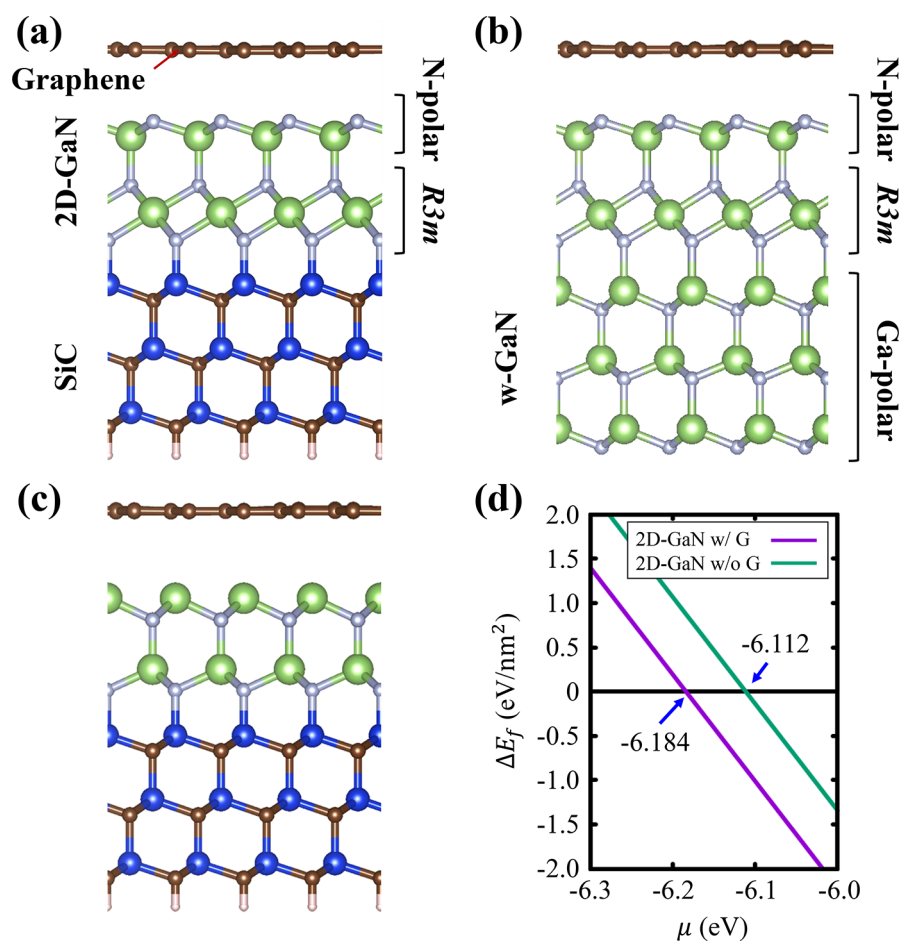 (a)
Graphene
2D-GaN
SiC
N-polar
R3m
(b)
w-GaN
N-polar
R3m
Ga-polar
(c)
(d)
2D-GaN w/ G
2D-GaN w/o G
2.0
1.5
1.0
0.5
0
-0.5
-1.0
-1.5
-2.0
ΔE_f (eV/nm²)
-6.112
-6.184
-6.3 -6.2 -6.1 -6.0
μ (eV)